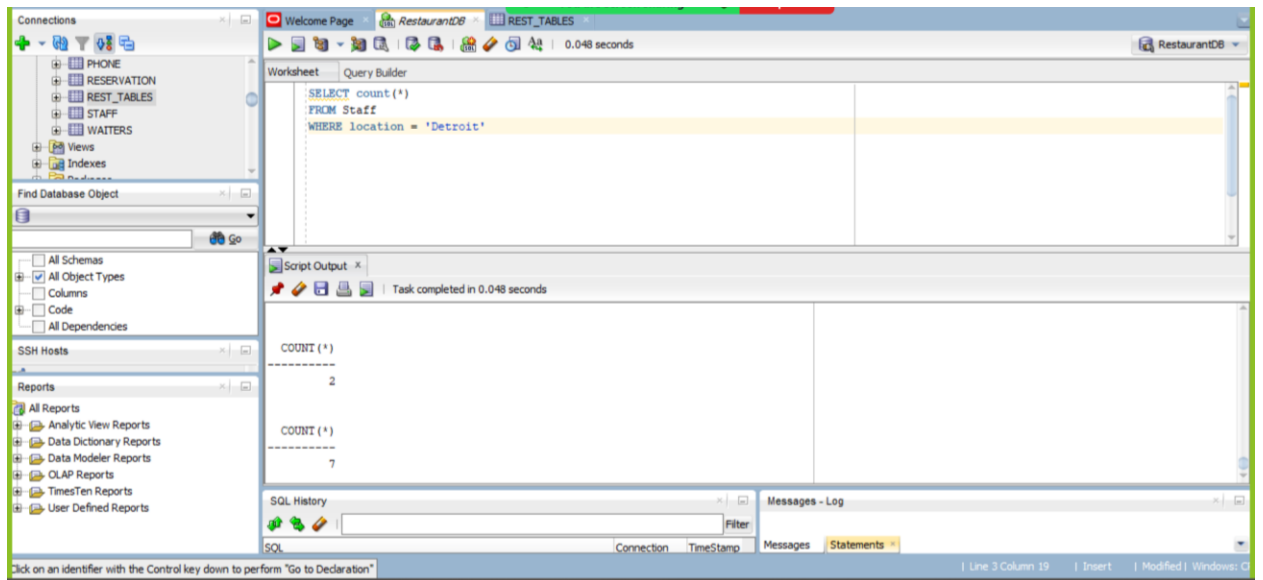 Connections
Welcome Page
RestaurantDB
REST_TABLES
0.048 seconds
RestaurantDB
PHONE
RESERVATION
REST_TABLES
STAFF
WAITERS
Views
Indexes
Worksheet
Query Builder
SELECT count(*)
FROM Staff
WHERE location = 'Detroit'
Find Database Object
Go
All Schemas
All Object Types
Columns
Code
All Dependencies
SSH Hosts
Reports
All Reports
Analytic View Reports
Data Dictionary Reports
Data Modeler Reports
OLAP Reports
TimesTen Reports
User Defined Reports
Script Output
Task completed in 0.048 seconds
COUNT(*)
----------
2
COUNT(*)
----------
7
SQL History
Filter
SQL
Connection
TimeStamp
Messages - Log
Messages
Statements
Click on an identifier with the Control key down to perform "Go to Declaration"
| Line 3 Column 19
| Insert
| Modified
| Windows: